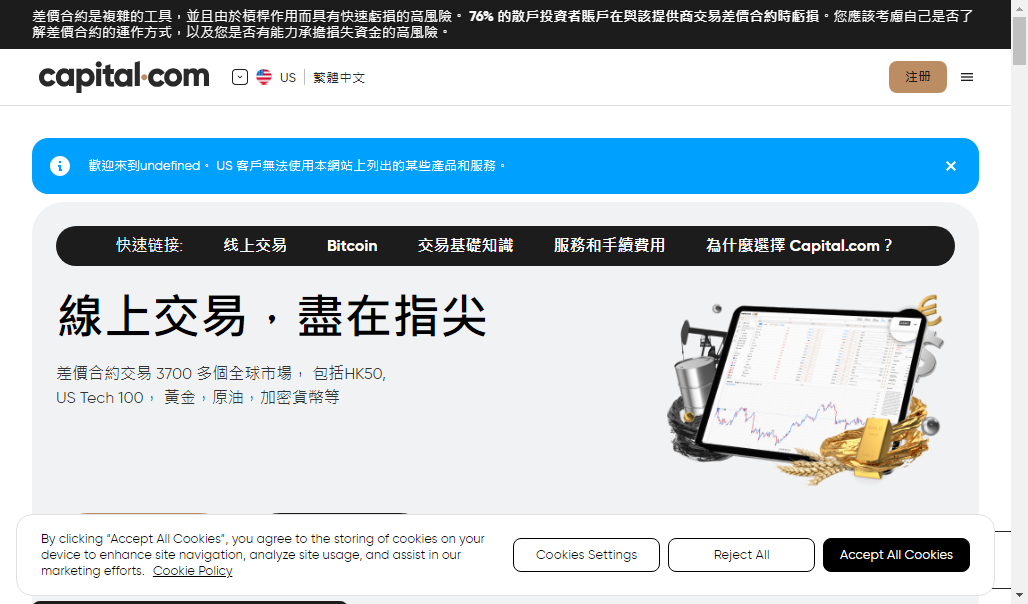 差價合約是複雜的工具，並且由於槓桿作用而具有快速虧損的高風險。 76% 的散戶投資者賬戶在與該提供商交易差價合約時虧損。您應該考慮自己是否了
解差價合約的運作方式，以及您是否有能力承擔損失資金的高風險。
capital.com US 繁體中文 注册
歡迎來到undefined。 US 客戶無法使用本網站上列出的某些產品和服務。
快速链接: 线上交易 Bitcoin 交易基礎知識 服務和手續費用 為什麼選擇 Capital.com？
線上交易，盡在指尖
差價合約交易 3700 多個全球市場， 包括HK50,
US Tech 100， 黃金，原油，加密貨幣等
By clicking “Accept All Cookies”, you agree to the storing of cookies on your
device to enhance site navigation, analyze site usage, and assist in our
marketing efforts. Cookie Policy
Cookies Settings Reject All Accept All Cookies